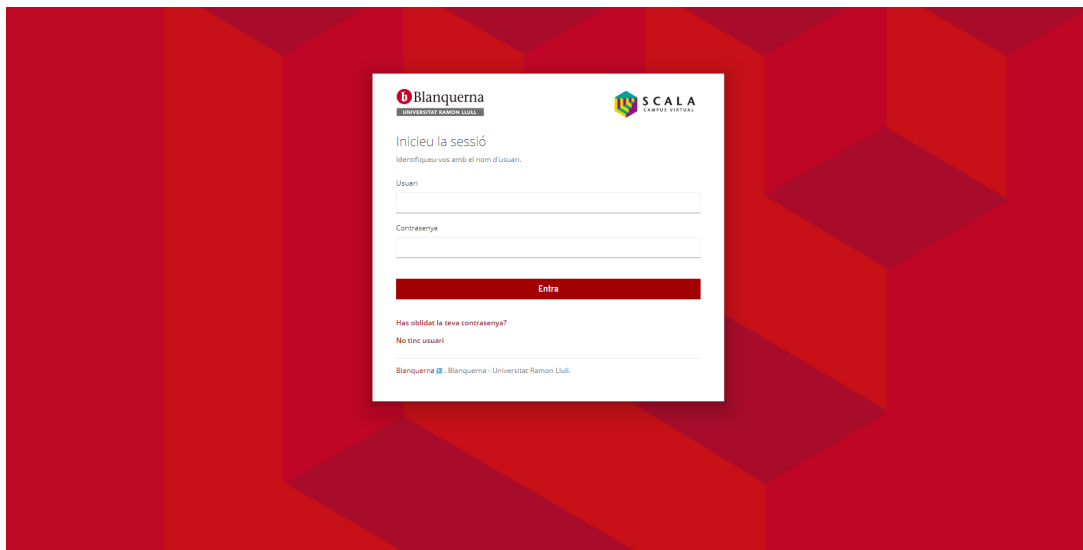 Blanquerna
UNIVERSITAT RAMON LLULL
SCALA
CAMPUS VIRTUAL
Inicieu la sessió
Identifiqueu-vos amb el nom d'usuari.
Usuari
Contrasenya
Entra
Has oblidat la teva contrasenya?
No tinc usuari
Blanquerna . Blanquerna - Universitat Ramon Llull.